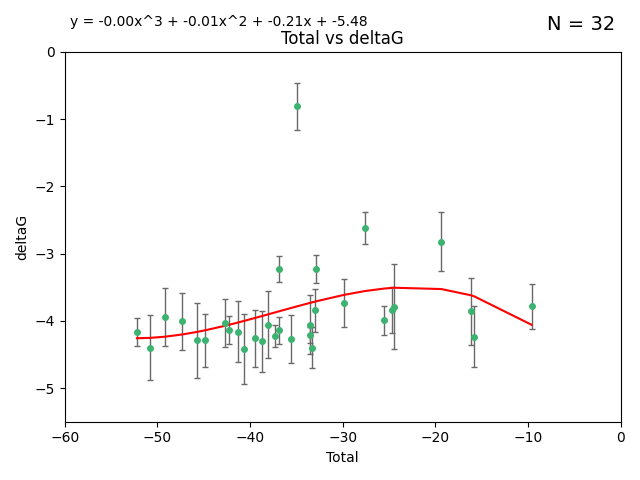 y = -0.00x^3 + -0.01x^2 + -0.21x + -5.48
N = 32
Total vs deltaG
0
−1
−2
−3
−4
−5
deltaG
−60 −50 −40 −30 −20 −10 0
Total